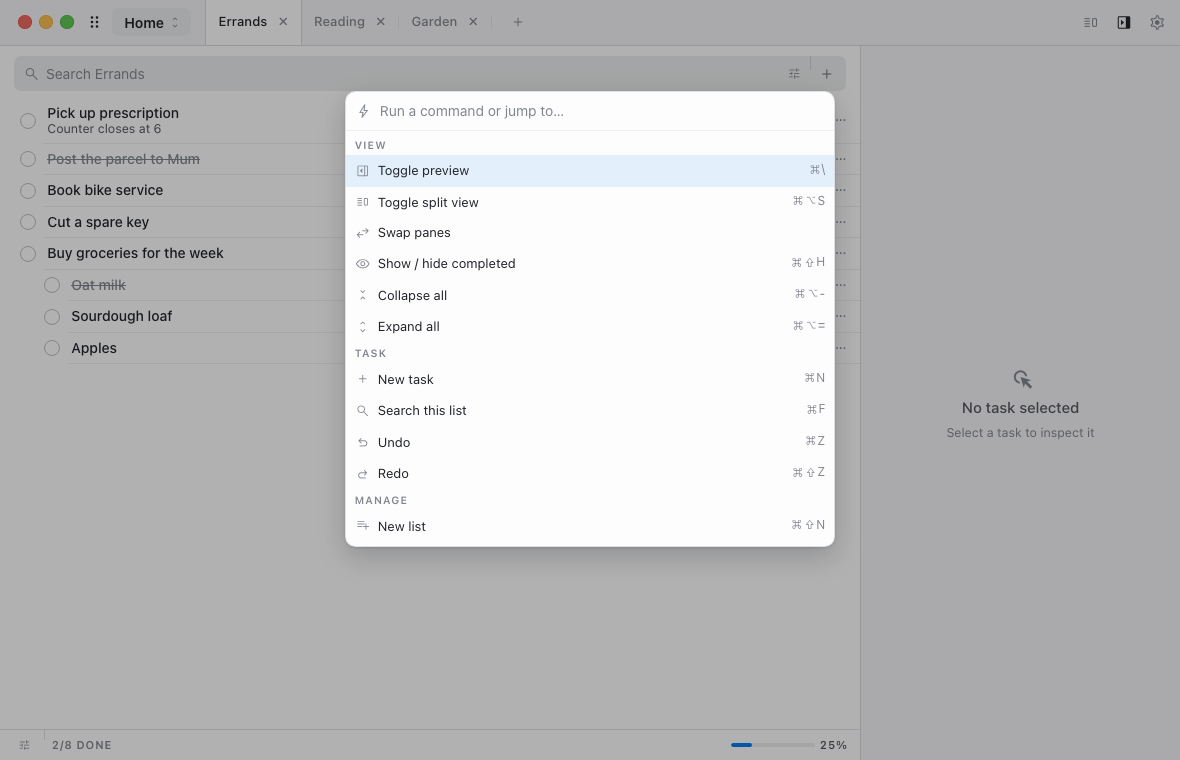 Home
Errands
Reading
Garden
Search Errands
Pick up prescription
Counter closes at 6
Post the parcel to Mum
Book bike service
Cut a spare key
Buy groceries for the week
Oat milk
Sourdough loaf
Apples
Run a command or jump to...
VIEW
Toggle preview ⌘\
Toggle split view ⌘⌥S
Swap panes
Show / hide completed ⌘⇧H
Collapse all ⌘⌥-
Expand all ⌘⌥=
TASK
New task ⌘N
Search this list ⌘F
Undo ⌘Z
Redo ⌘⇧Z
MANAGE
New list ⌘⇧N
No task selected
Select a task to inspect it
2/8 DONE
25%